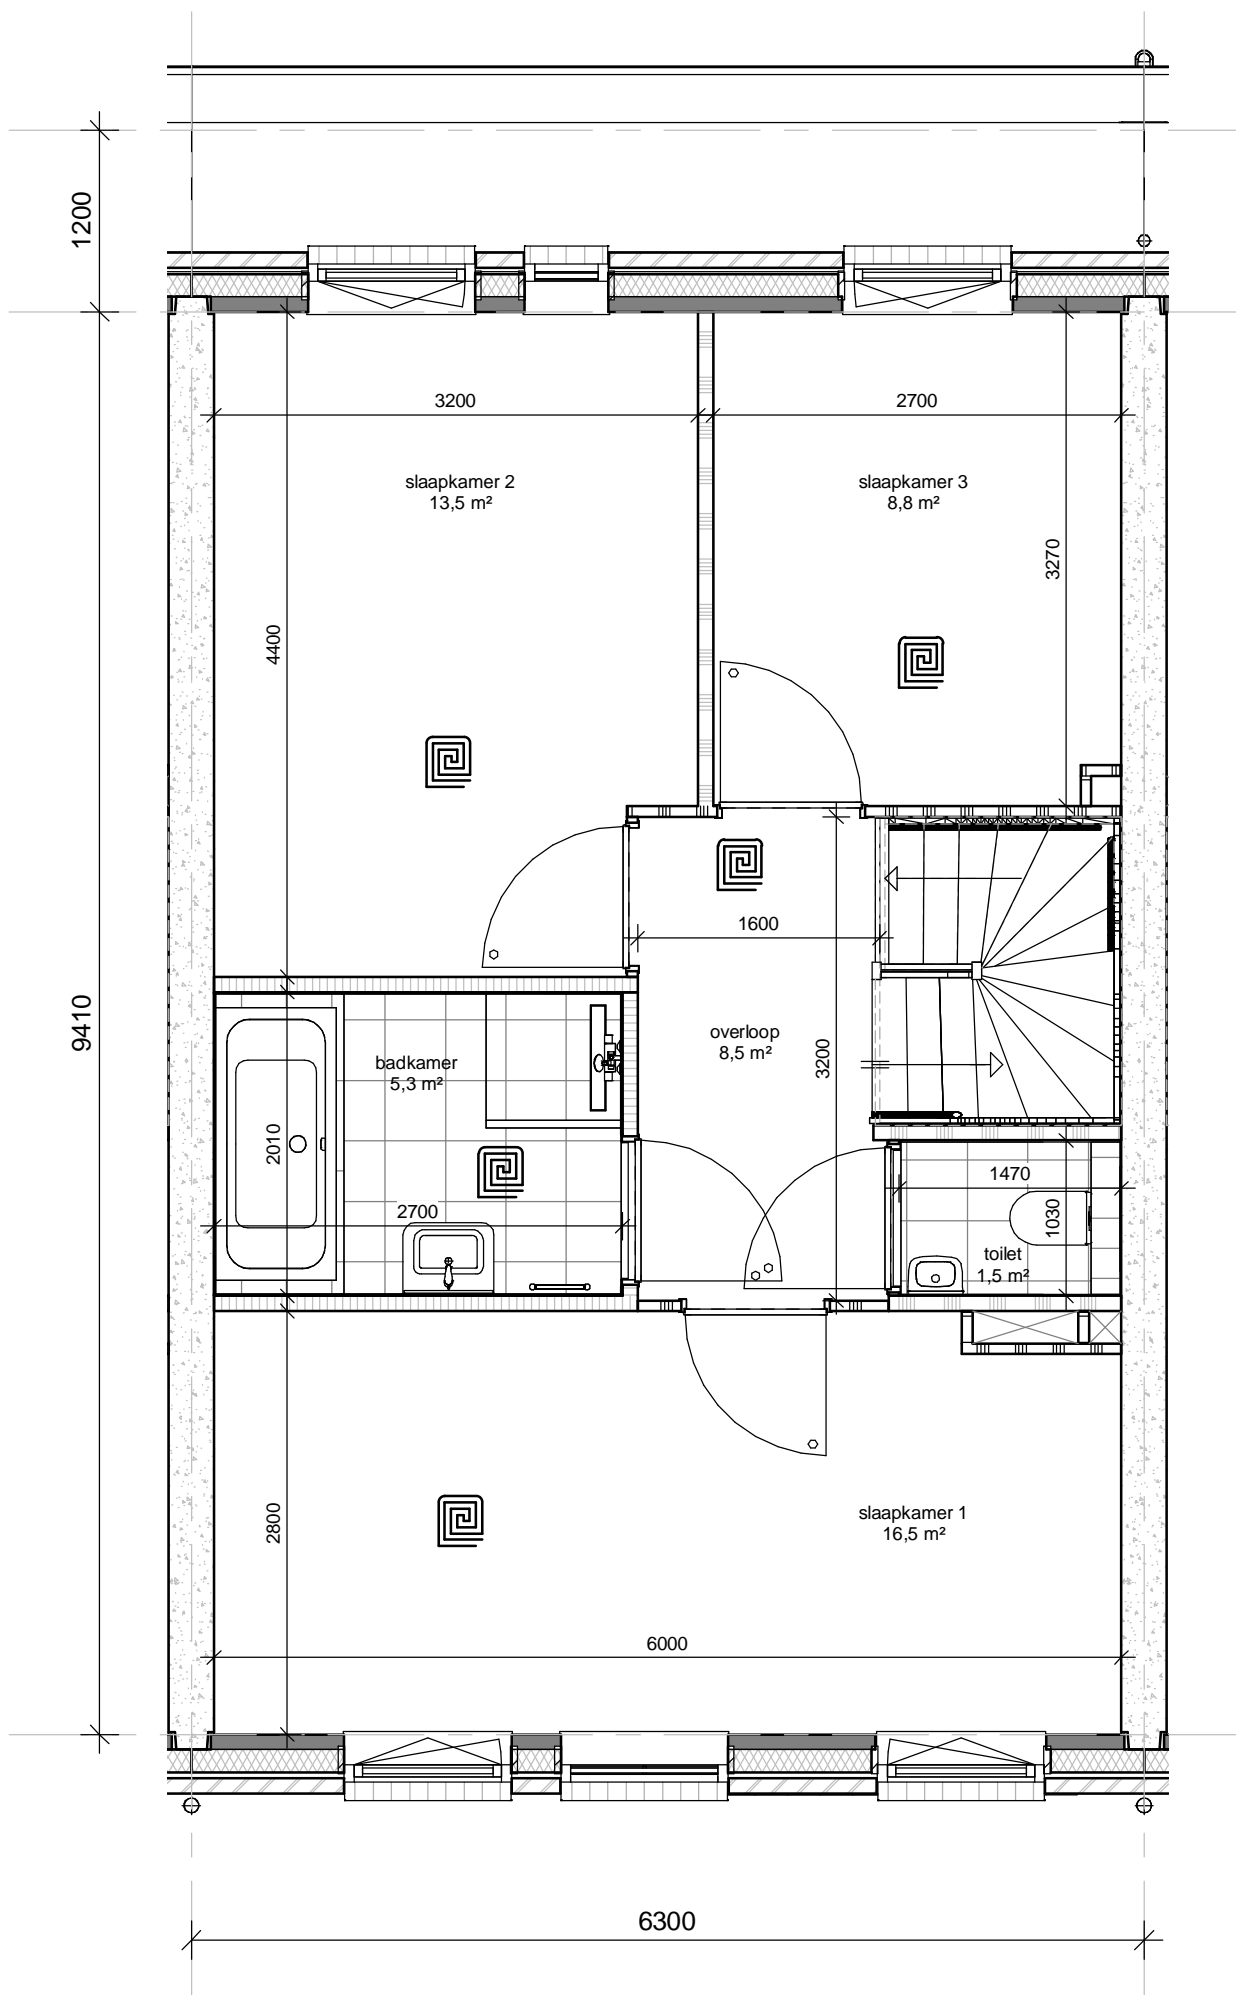 1200
3200
2700
slaapkamer 2
13,5 m²
slaapkamer 3
8,8 m²
3270
4400
1600
9410
overloop
8,5 m²
3200
badkamer
5,3 m²
2010
2700
1470
1030
toilet
1,5 m²
2800
slaapkamer 1
16,5 m²
6000
6300